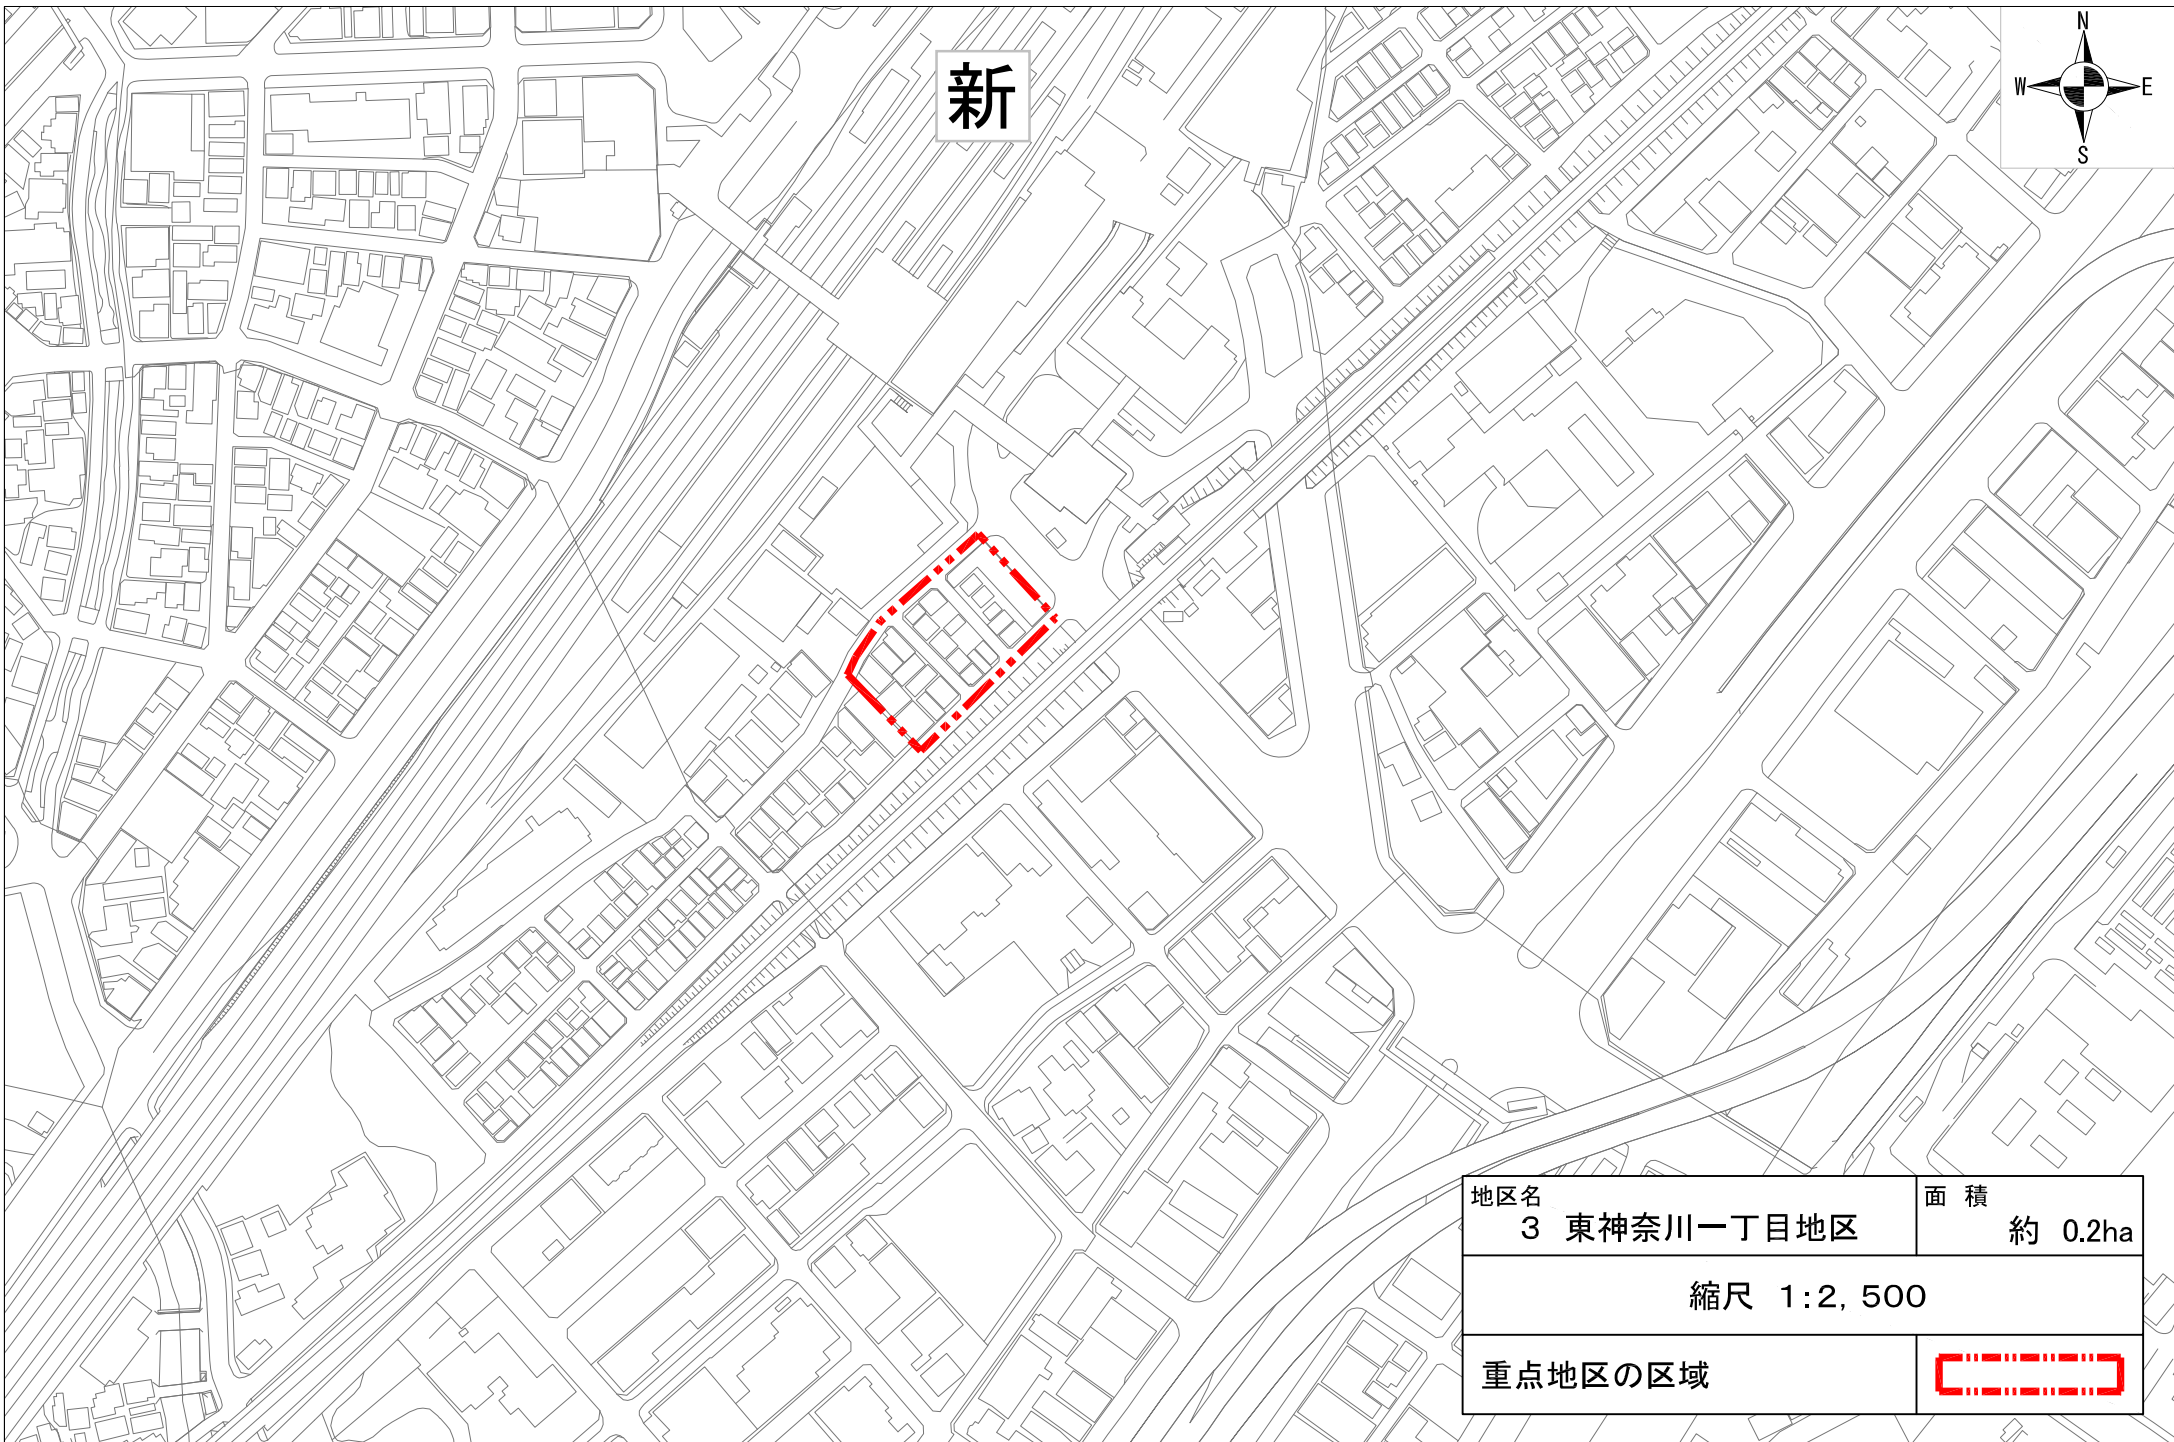 新
N
W E
S
地区名
3 東神奈川一丁目地区
面 積
約 0.2ha
縮尺 1:2,500
重点地区の区域